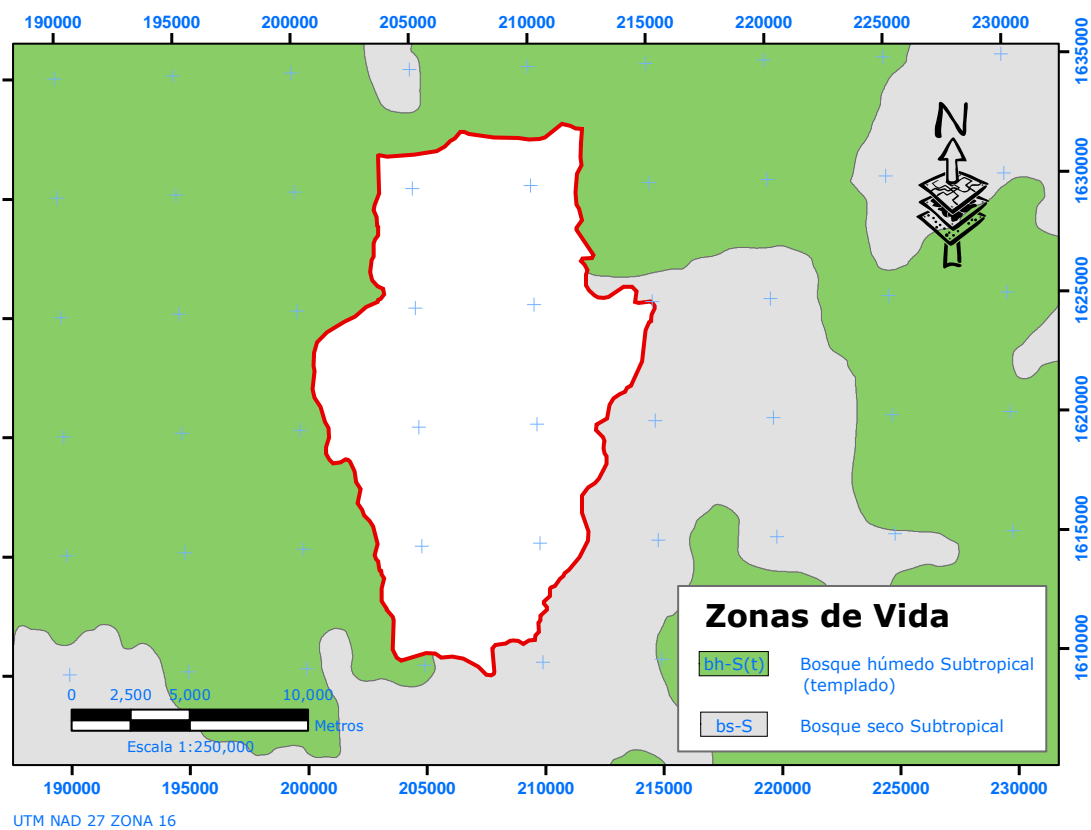 190000 195000 200000 205000 210000 215000 220000 225000 230000
1635000
1630000
1625000
1620000
1615000
1610000
N
Zonas de Vida
bh-S(t) Bosque húmedo Subtropical
(templado)
bs-S Bosque seco Subtropical
0 2,500 5,000 10,000
Metros
Escala 1:250,000
190000 195000 200000 205000 210000 215000 220000 225000 230000
UTM NAD 27 ZONA 16